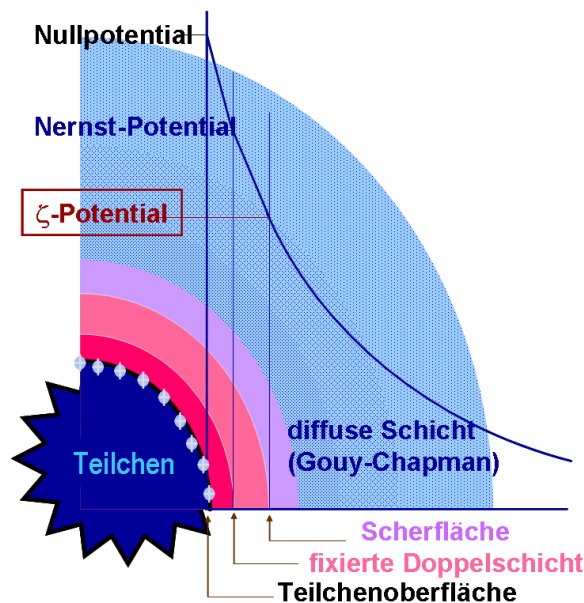 Nullpotential
Nernst-Potential
ζ-Potential
diffuse Schicht
(Gouy-Chapman)
Teilchen
Scherfläche
fixierte Doppelschicht
Teilchenoberfläche